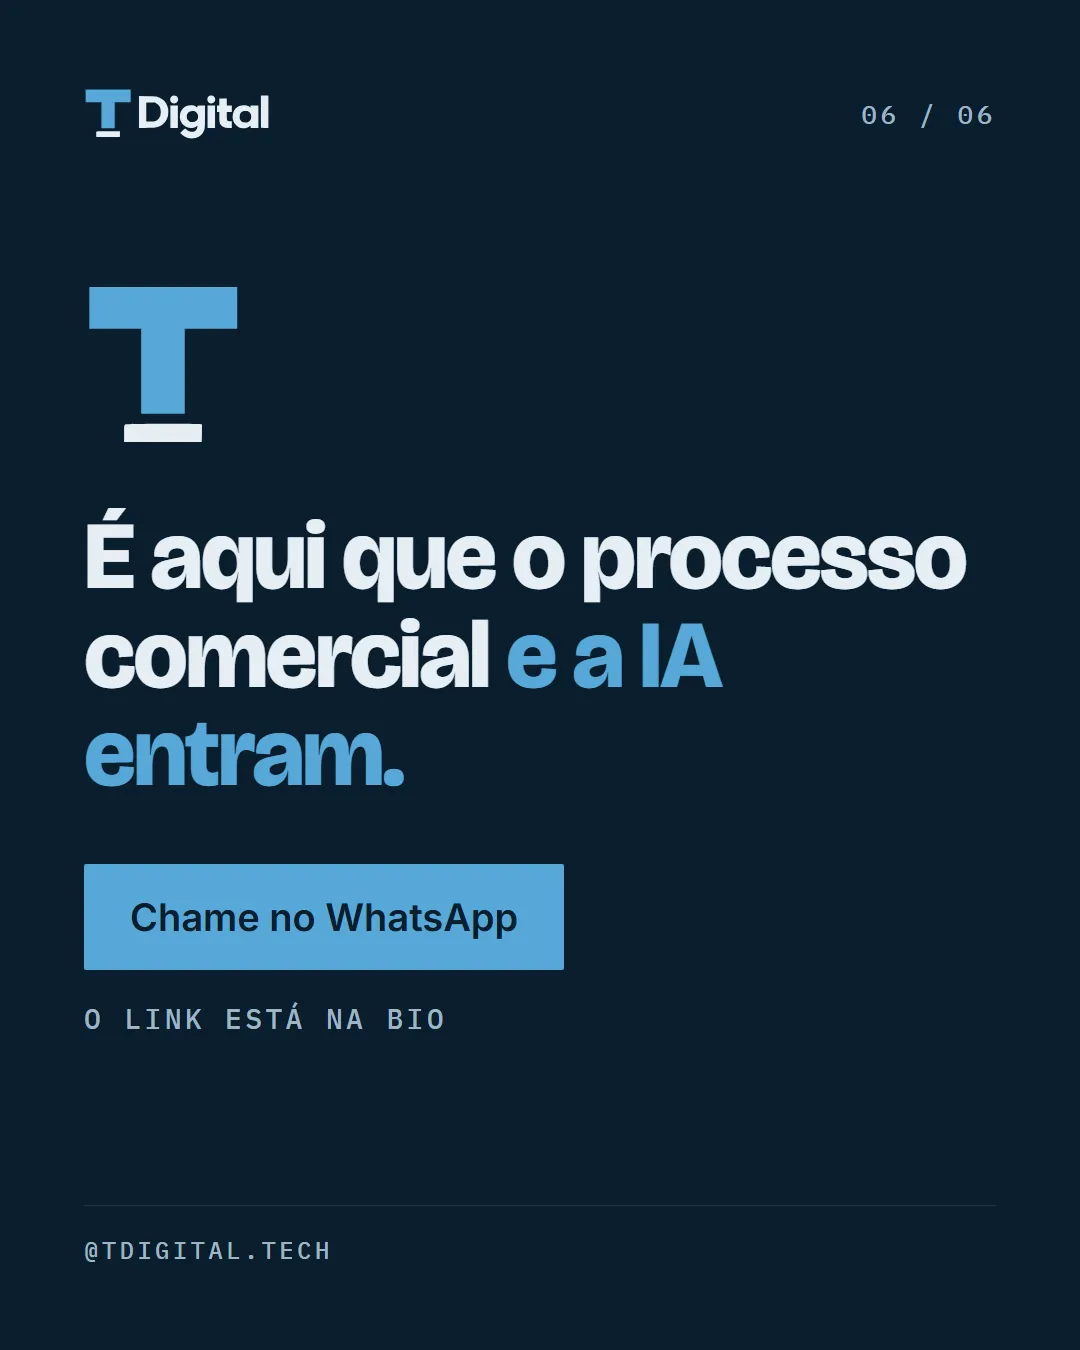 T Digital
06 / 06
T
É aqui que o processo
comercial e a IA
entram.
Chame no WhatsApp
O LINK ESTÁ NA BIO
@TDIGITAL.TECH